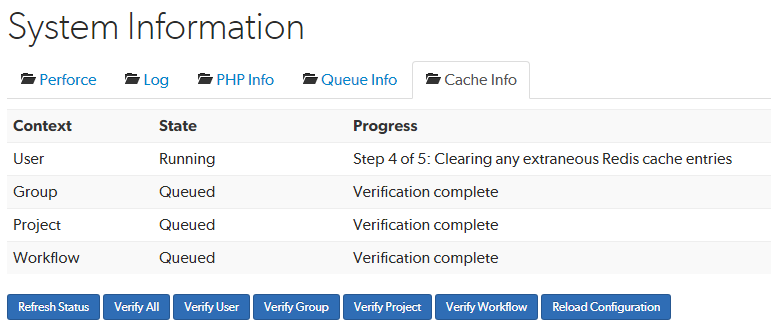 System Information
Perforce Log PHP Info Queue Info Cache Info
Context State Progress
User Running Step 4 of 5: Clearing any extraneous Redis cache entries
Group Queued Verification complete
Project Queued Verification complete
Workflow Queued Verification complete
Refresh Status Verify All Verify User Verify Group Verify Project Verify Workflow Reload Configuration